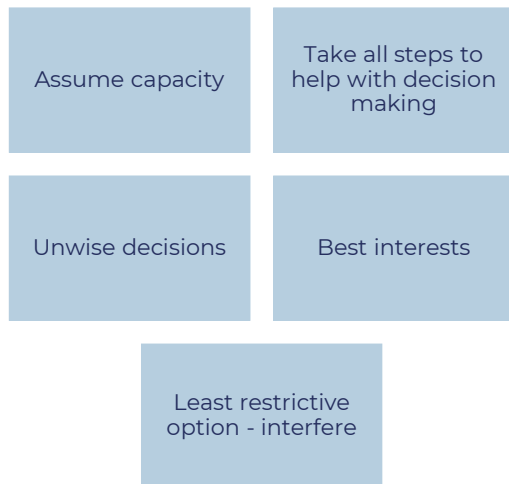 Assume capacity
Take all steps to
help with decision
making
Unwise decisions
Best interests
Least restrictive
option - interfere